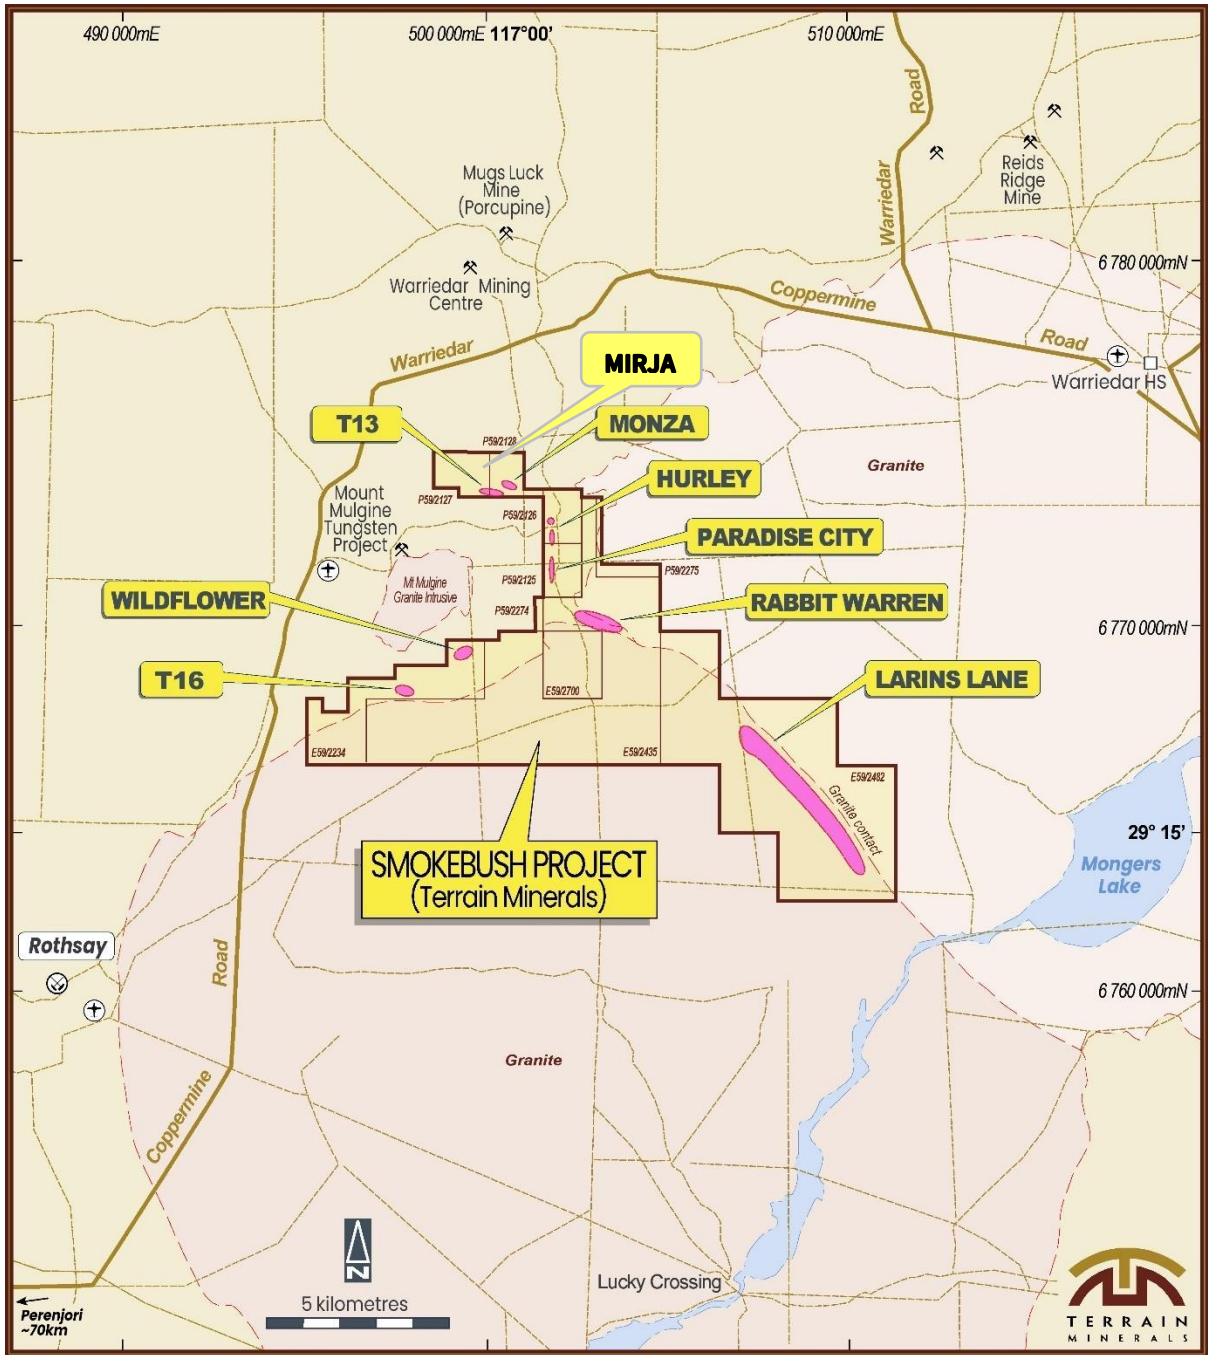 490 000mE
500 000mE 117°00'
510 000mE
Road
Warriedar
Reids
Ridge
Mine
Mugs Luck
Mine
(Porcupine)
Warriedar Mining
Centre
6 780 000mN
Coppermine
Road
Warriedar
Warriedar HS
MIRJA
T13
MONZA
P59/2128
HURLEY
Granite
Mount
Mulgine
Tungsten
Project
P59/2127
P59/2126
PARADISE CITY
Mt Mulgine
Granite Intrusive
P59/2125
P59/2275
WILDFLOWER
P59/2274
RABBIT WARREN
6 770 000mN
T16
E59/2700
LARINS LANE
E59/2234
E59/2435
E59/2482
Granite contact
29° 15'
Mongers
Lake
SMOKEBUSH PROJECT
(Terrain Minerals)
Rothsay
Road
6 760 000mN
Granite
Coppermine
N
Lucky Crossing
5 kilometres
Perenjori
~70km
TERRAIN
MINERALS